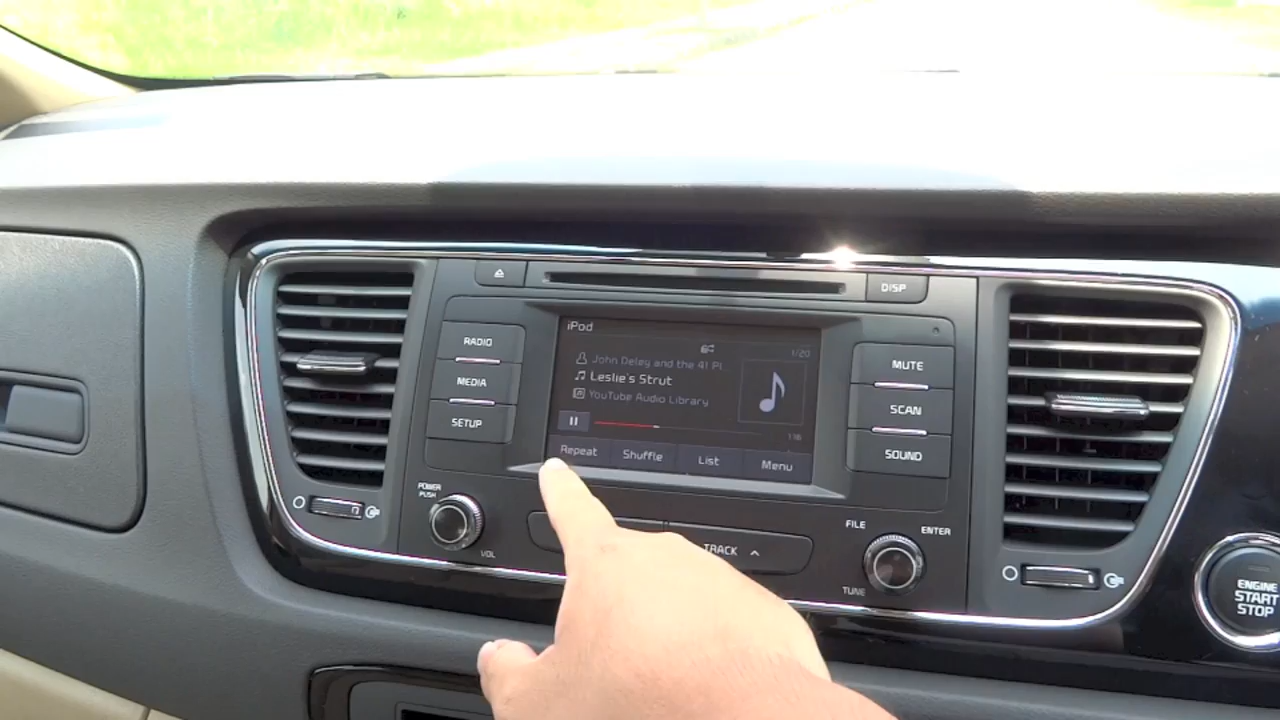 DISP
RADIO
MEDIA
SETUP
iPod
1/20
John Deley and the 41 Pl
Leslie's Strut
YouTube Audio Library
Repeat
Shuffle
List
Menu
MUTE
SCAN
SOUND
POWER
PUSH
VOL
TRACK
FILE
ENTER
TUNE
ENGINE
START
STOP